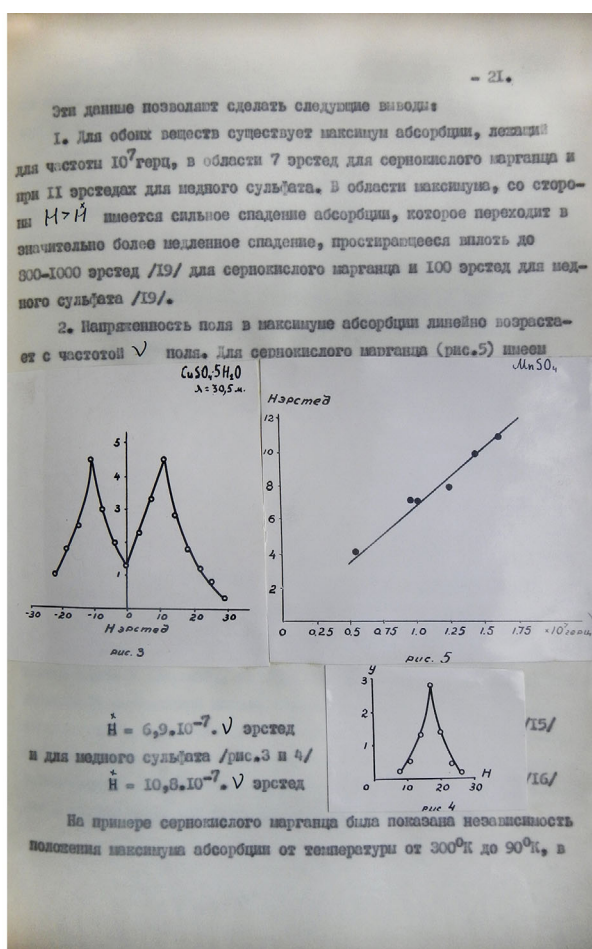 - 21.
Эти данные позволяют сделать следующие выводы:
I. Для обоих веществ существует максимум абсорбции, лежащий
для частоты 10⁷герц, в области 7 эрстед для сернокислого марганца и
при II эрстедах для медного сульфата. В области максимума, со сторо-
ны H > H̽ имеется сильное спадение абсорбции, которое переходит в
значительно более медленное спадение, простирающееся вплоть до
800-1000 эрстед /19/ для сернокислого марганца и 100 эрстед для мед-
ного сульфата /19/.
2. Напряженность поля в максимуме абсорбции линейно возраста-
ет с частотой ν поля. Для сернокислого марганца (рис.5) имеем
CuSO₄·5H₂O
λ = 30,5 м.
5
4
3
1
-30 -20 -10 0 10 20 30
H эрстед
рис. 3
MnSO₄
H эрстед
12
10
8
6
4
2
0 0,25 0,5 0,75 1.0 1.25 1.5 1.75 ×10⁷ герц
рис. 5
H̽ = 6,9.10⁻⁷. ν эрстед /15/
и для медного сульфата /рис.3 и 4/
H̽ = 10,8.10⁻⁷. ν эрстед /16/
y
3
2
1
0 10 20 30 H
рис 4
На примере сернокислого марганца была показана независимость
положения максимума абсорбции от температуры от 300⁰К до 90⁰К, в